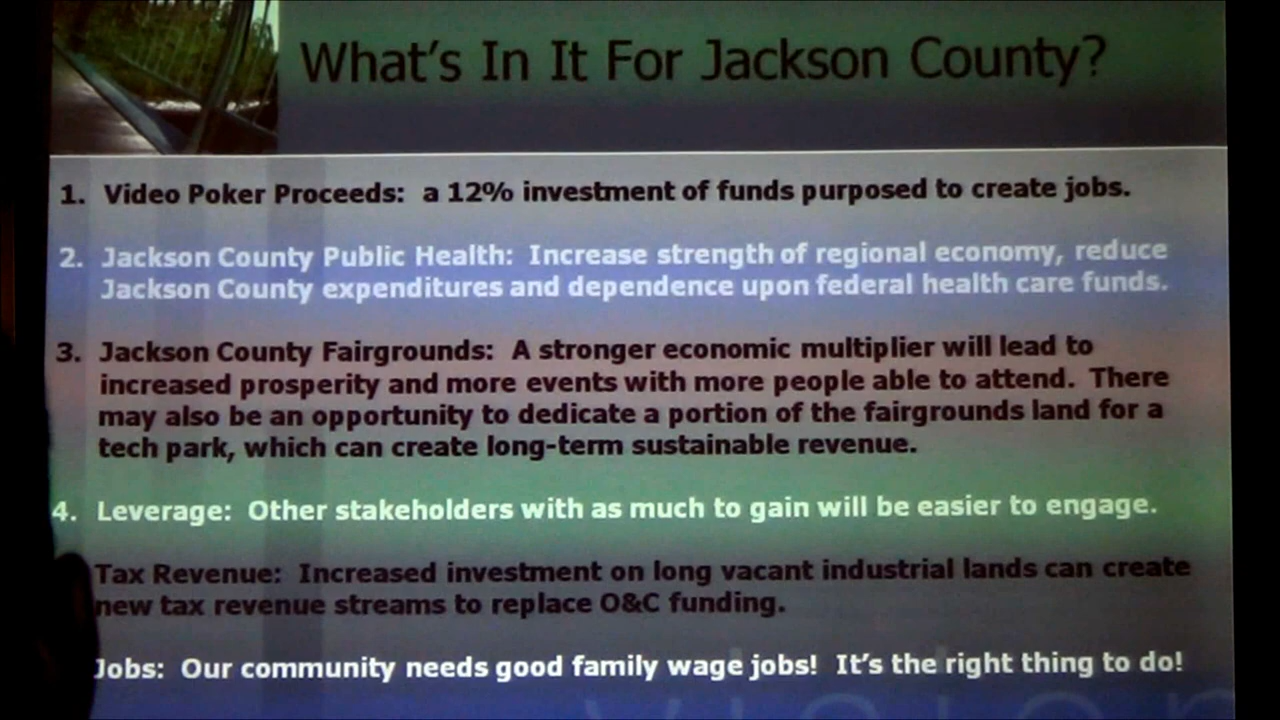 What's In It For Jackson County?
1. Video Poker Proceeds: a 12% investment of funds purposed to create jobs.
2. Jackson County Public Health: Increase strength of regional economy, reduce
Jackson County expenditures and dependence upon federal health care funds.
3. Jackson County Fairgrounds: A stronger economic multiplier will lead to
increased prosperity and more events with more people able to attend. There
may also be an opportunity to dedicate a portion of the fairgrounds land for a
tech park, which can create long-term sustainable revenue.
4. Leverage: Other stakeholders with as much to gain will be easier to engage.
Tax Revenue: Increased investment on long vacant industrial lands can create
new tax revenue streams to replace O&C funding.
Jobs: Our community needs good family wage jobs! It's the right thing to do!